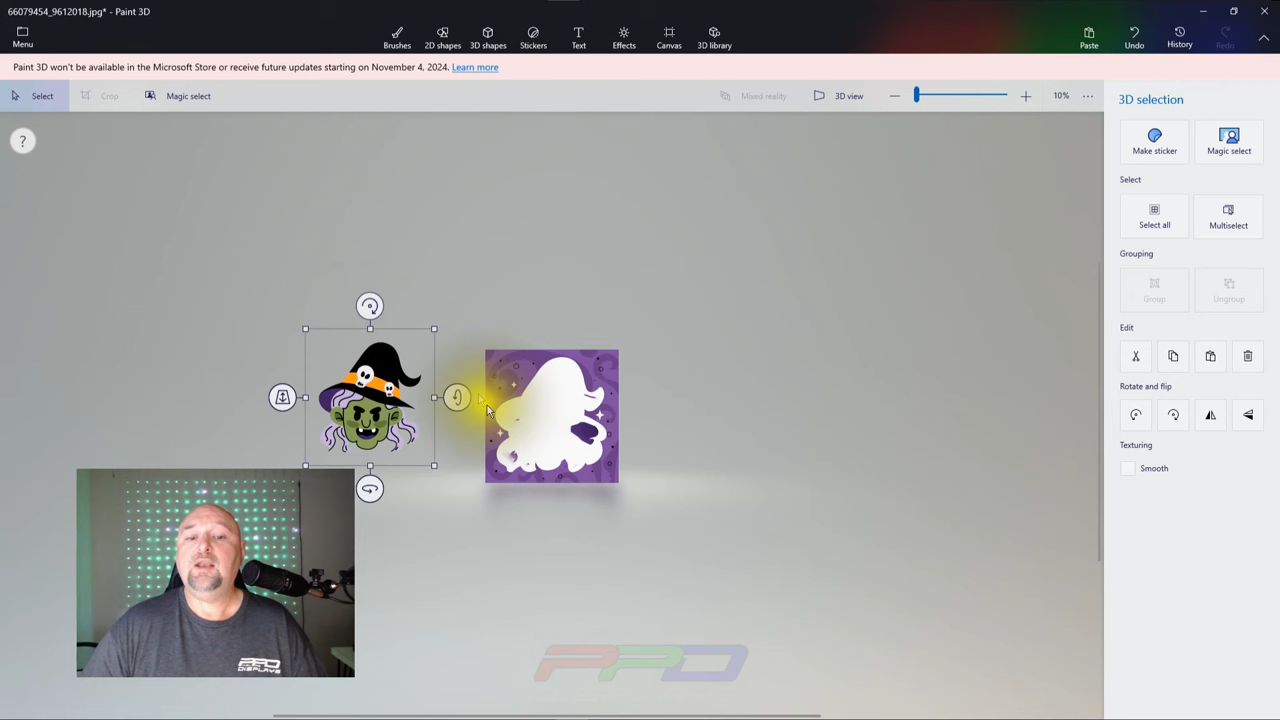 66079454_9612018.jpg* - Paint 3D
Menu
Brushes
2D shapes
3D shapes
Stickers
Text
Effects
Canvas
3D library
Paste
Undo
History
Redo
Paint 3D won't be available in the Microsoft Store or receive future updates starting on November 4, 2024. Learn more
Select
Crop
Magic select
Mixed reality
3D view
10%
3D selection
?
Make sticker
Magic select
Select
Select all
Multiselect
Grouping
Group
Ungroup
Edit
Rotate and flip
Texturing
Smooth
PPD
DISPLAYS
PPD